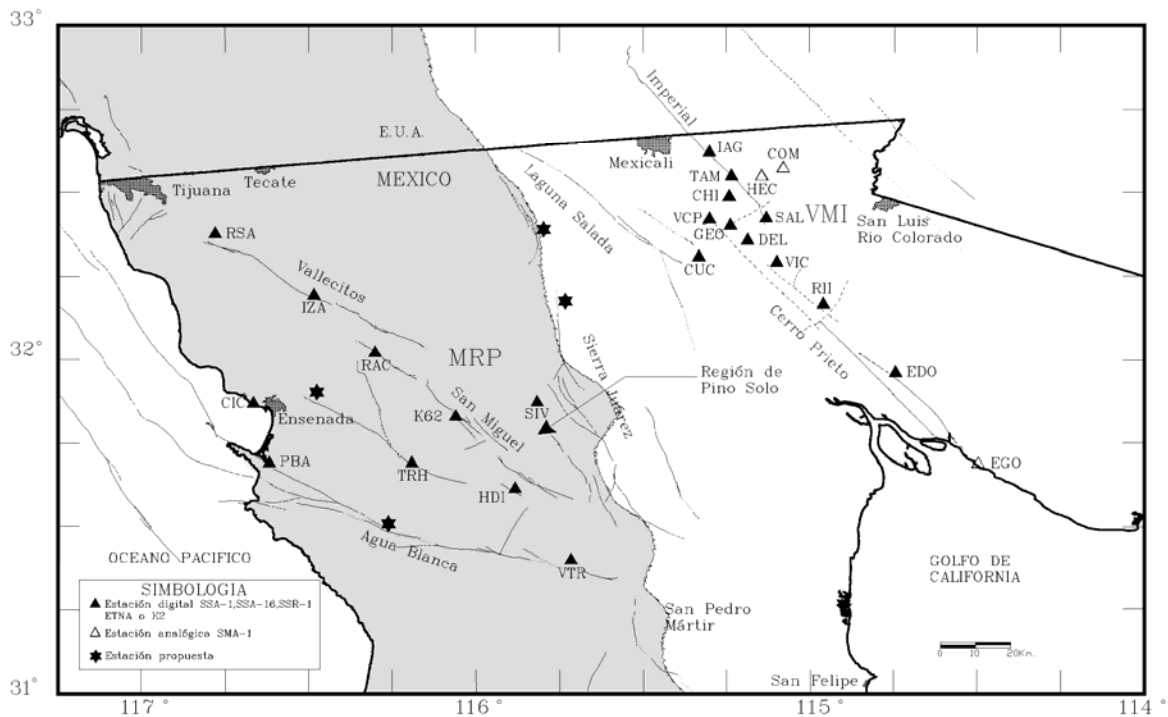 33°
Imperial
E.U.A.
IAG
COM
Mexicali
TAM
HEC
Tijuana
Tecate
MEXICO
Laguna Salada
CHI
VCP
SAL
VMI
San Luis
Rio Colorado
GEO
DEL
RSA
CUC
VIC
Vallecitos
RII
IZA
Cerro Prieto
32°
RAC
MRP
Sierra Juárez
Región de
Pino Solo
EDO
CIC
Ensenada
K62
San Miguel
SIV
PBA
TRH
HDI
EGO
Agua Blanca
OCEANO PACIFICO
VTR
GOLFO DE
CALIFORNIA
SIMBOLOGIA
Estación digital SSA-1,SSA-16,SSR-1
ETNA o K2
Estación analógica SMA-1
Estación propuesta
San Pedro
Mártir
0 10 20Km.
San Felipe
31°
117°
116°
115°
114°